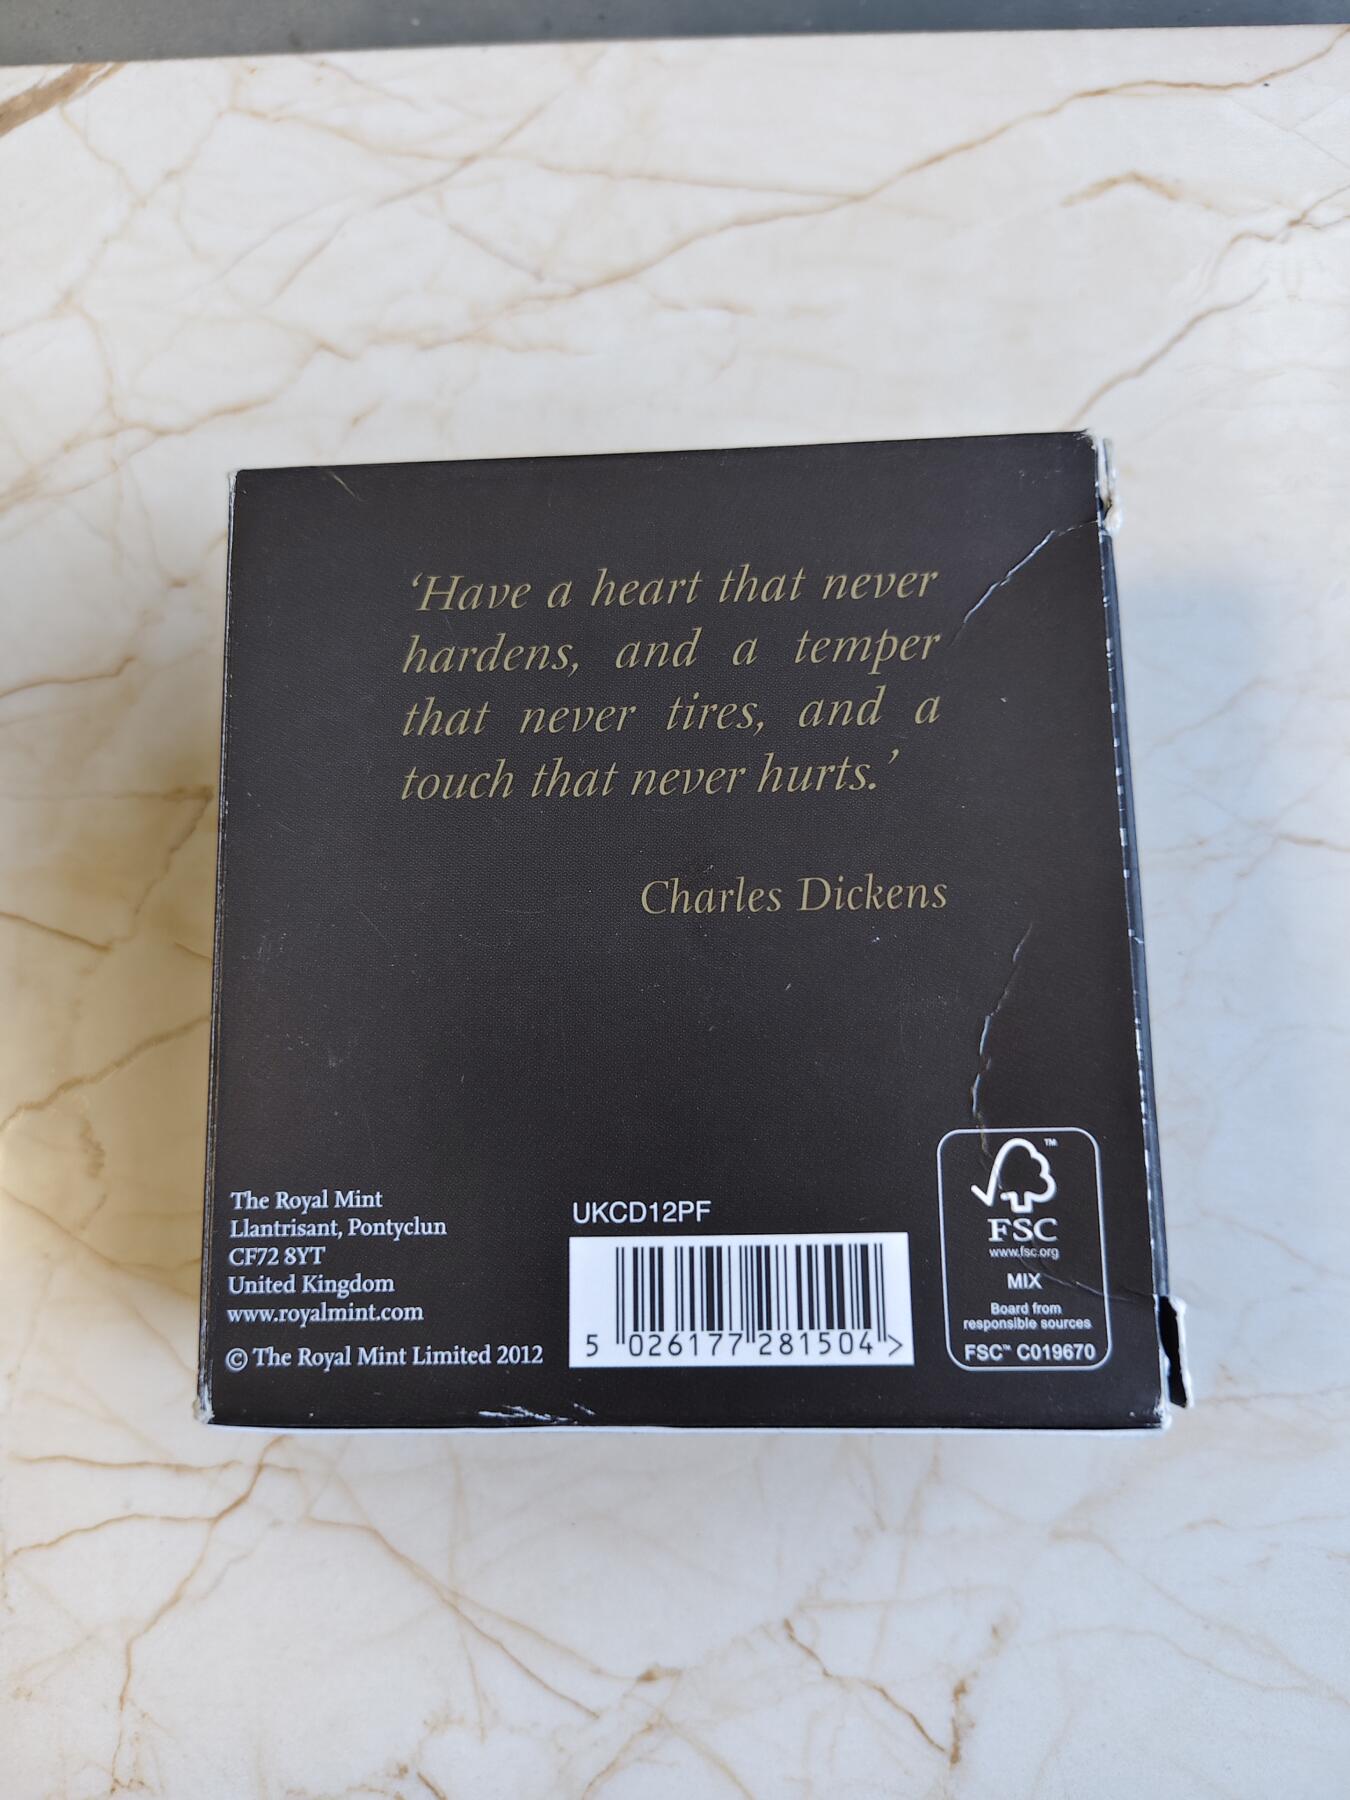 ‘Have a heart that never
hardens, and a temper
that never tires, and a
touch that never hurts.’
Charles Dickens
The Royal Mint
Llantrisant, Pontyclun
CF72 8YT
United Kingdom
www.royalmint.com
© The Royal Mint Limited 2012
UKCD12PF
5 026177 281504 >
™
FSC
www.fsc.org
MIX
Board from
responsible sources
FSC™ C019670